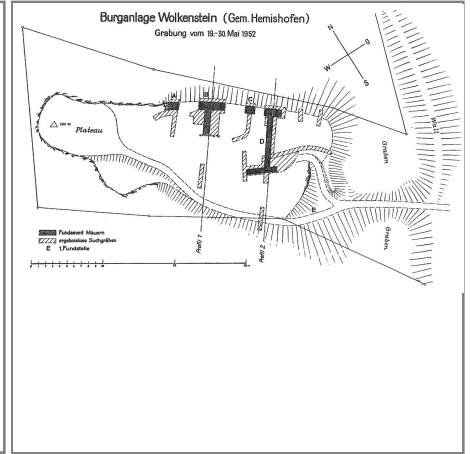 Burganlage Wolkenstein (Gem. Hemishofen)
Grabung vom 19.-30. Mai 1952
N
O
W
S
A
B
C
Plateau
D
Wall
Graben
E
Graben
Fundament Mauern
ergebnislose Suchgräben
E 1. Fundstelle
Profil 1
Profil 2